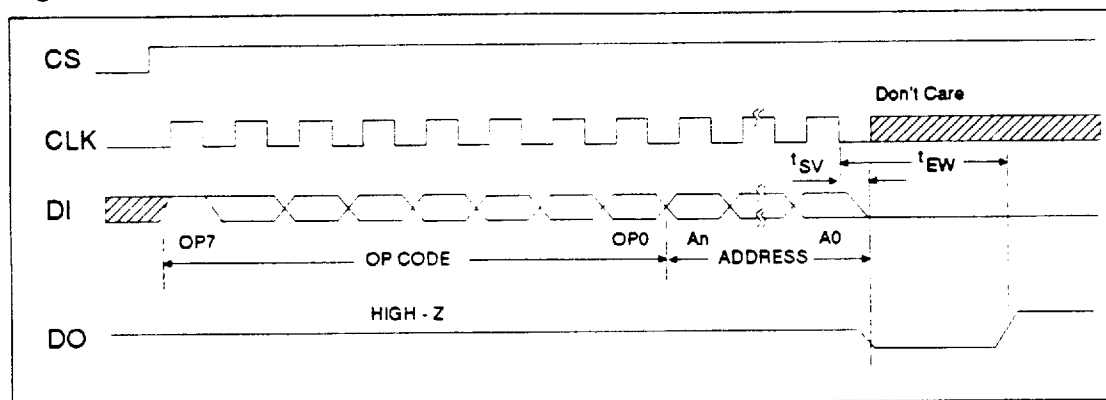 CS
Don't Care
CLK
tSV
tEW
DI
OP7
OP0
An
A0
OP CODE
ADDRESS
HIGH - Z
DO